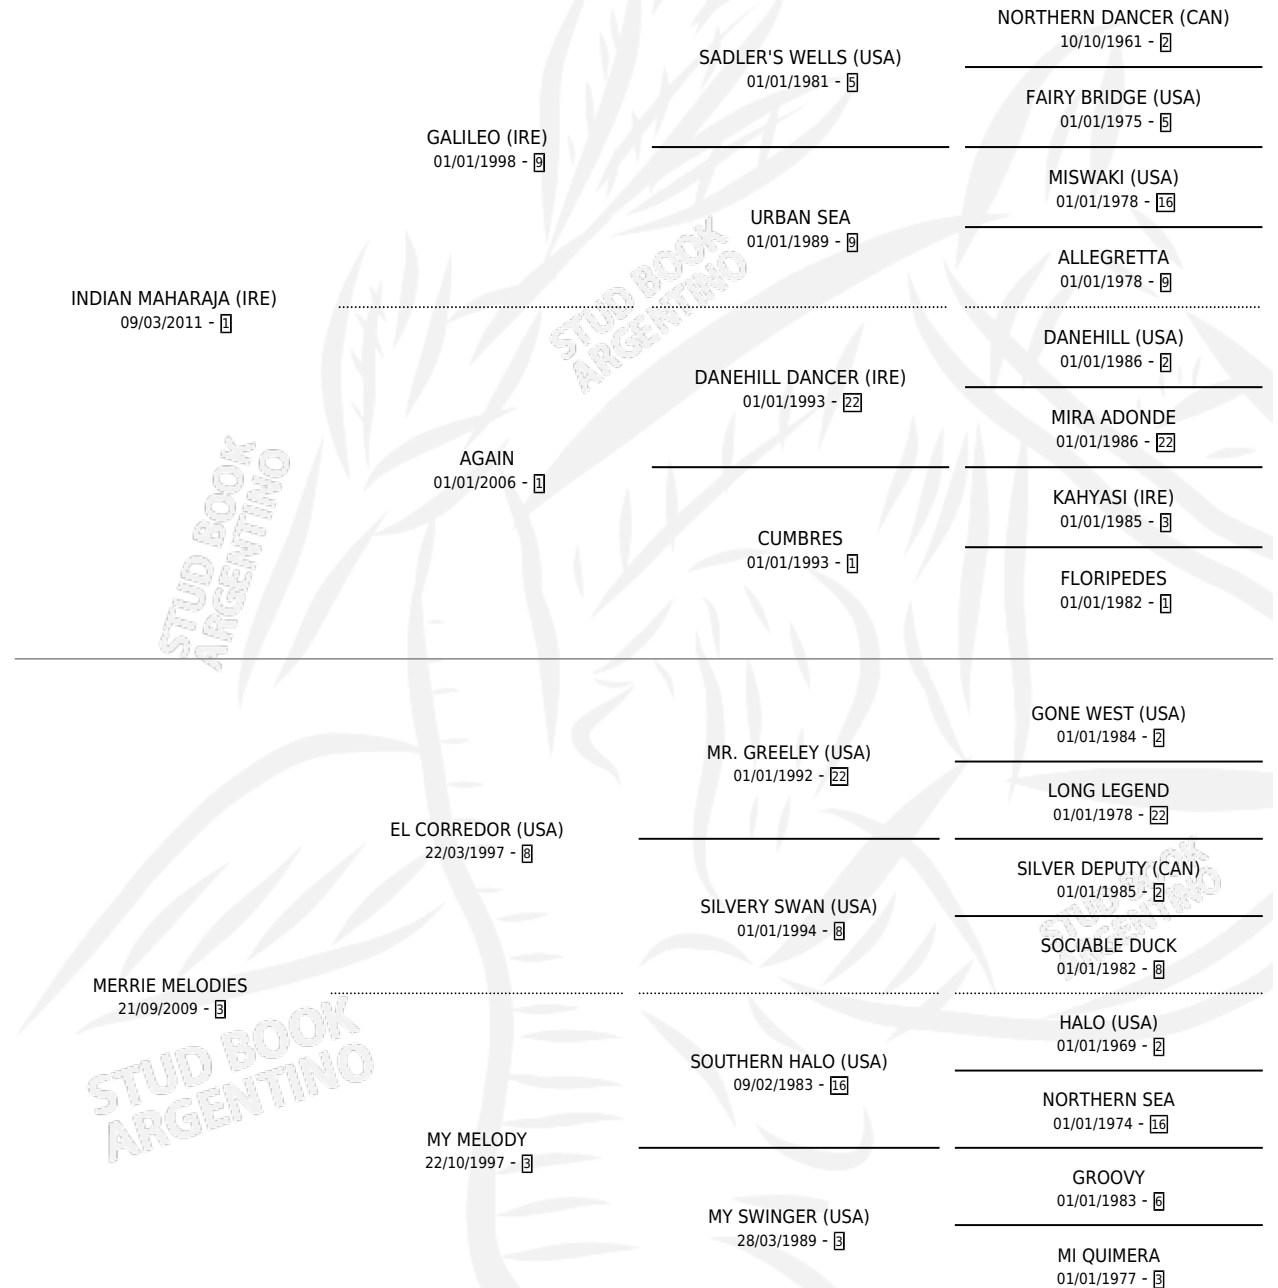 NORTHERN DANCER (CAN)
10/10/1961 - 2
SADLER'S WELLS (USA)
01/01/1981 - 5
FAIRY BRIDGE (USA)
01/01/1975 - 5
GALILEO (IRE)
01/01/1998 - 9
MISWAKI (USA)
01/01/1978 - 16
URBAN SEA
01/01/1989 - 9
ALLEGRETTA
01/01/1978 - 9
INDIAN MAHARAJA (IRE)
09/03/2011 - 1
STUD BOOK
ARGENTINO
DANEHILL (USA)
01/01/1986 - 2
DANEHILL DANCER (IRE)
01/01/1993 - 22
MIRA ADONDE
01/01/1986 - 22
AGAIN
01/01/2006 - 1
KAHYASI (IRE)
01/01/1985 - 3
CUMBRES
01/01/1993 - 1
FLORIPEDES
01/01/1982 - 1
STUD BOOK
ARGENTINO
GONE WEST (USA)
01/01/1984 - 2
MR. GREELEY (USA)
01/01/1992 - 22
LONG LEGEND
01/01/1978 - 22
EL CORREDOR (USA)
22/03/1997 - 8
SILVER DEPUTY (CAN)
01/01/1985 - 2
SILVERY SWAN (USA)
01/01/1994 - 8
STUD BOOK
ARGENTINO
SOCIABLE DUCK
01/01/1982 - 8
MERRIE MELODIES
21/09/2009 - 3
STUD BOOK
ARGENTINO
HALO (USA)
01/01/1969 - 2
SOUTHERN HALO (USA)
09/02/1983 - 16
NORTHERN SEA
01/01/1974 - 16
MY MELODY
22/10/1997 - 3
GROOVY
01/01/1983 - 6
MY SWINGER (USA)
28/03/1989 - 3
MI QUIMERA
01/01/1977 - 3